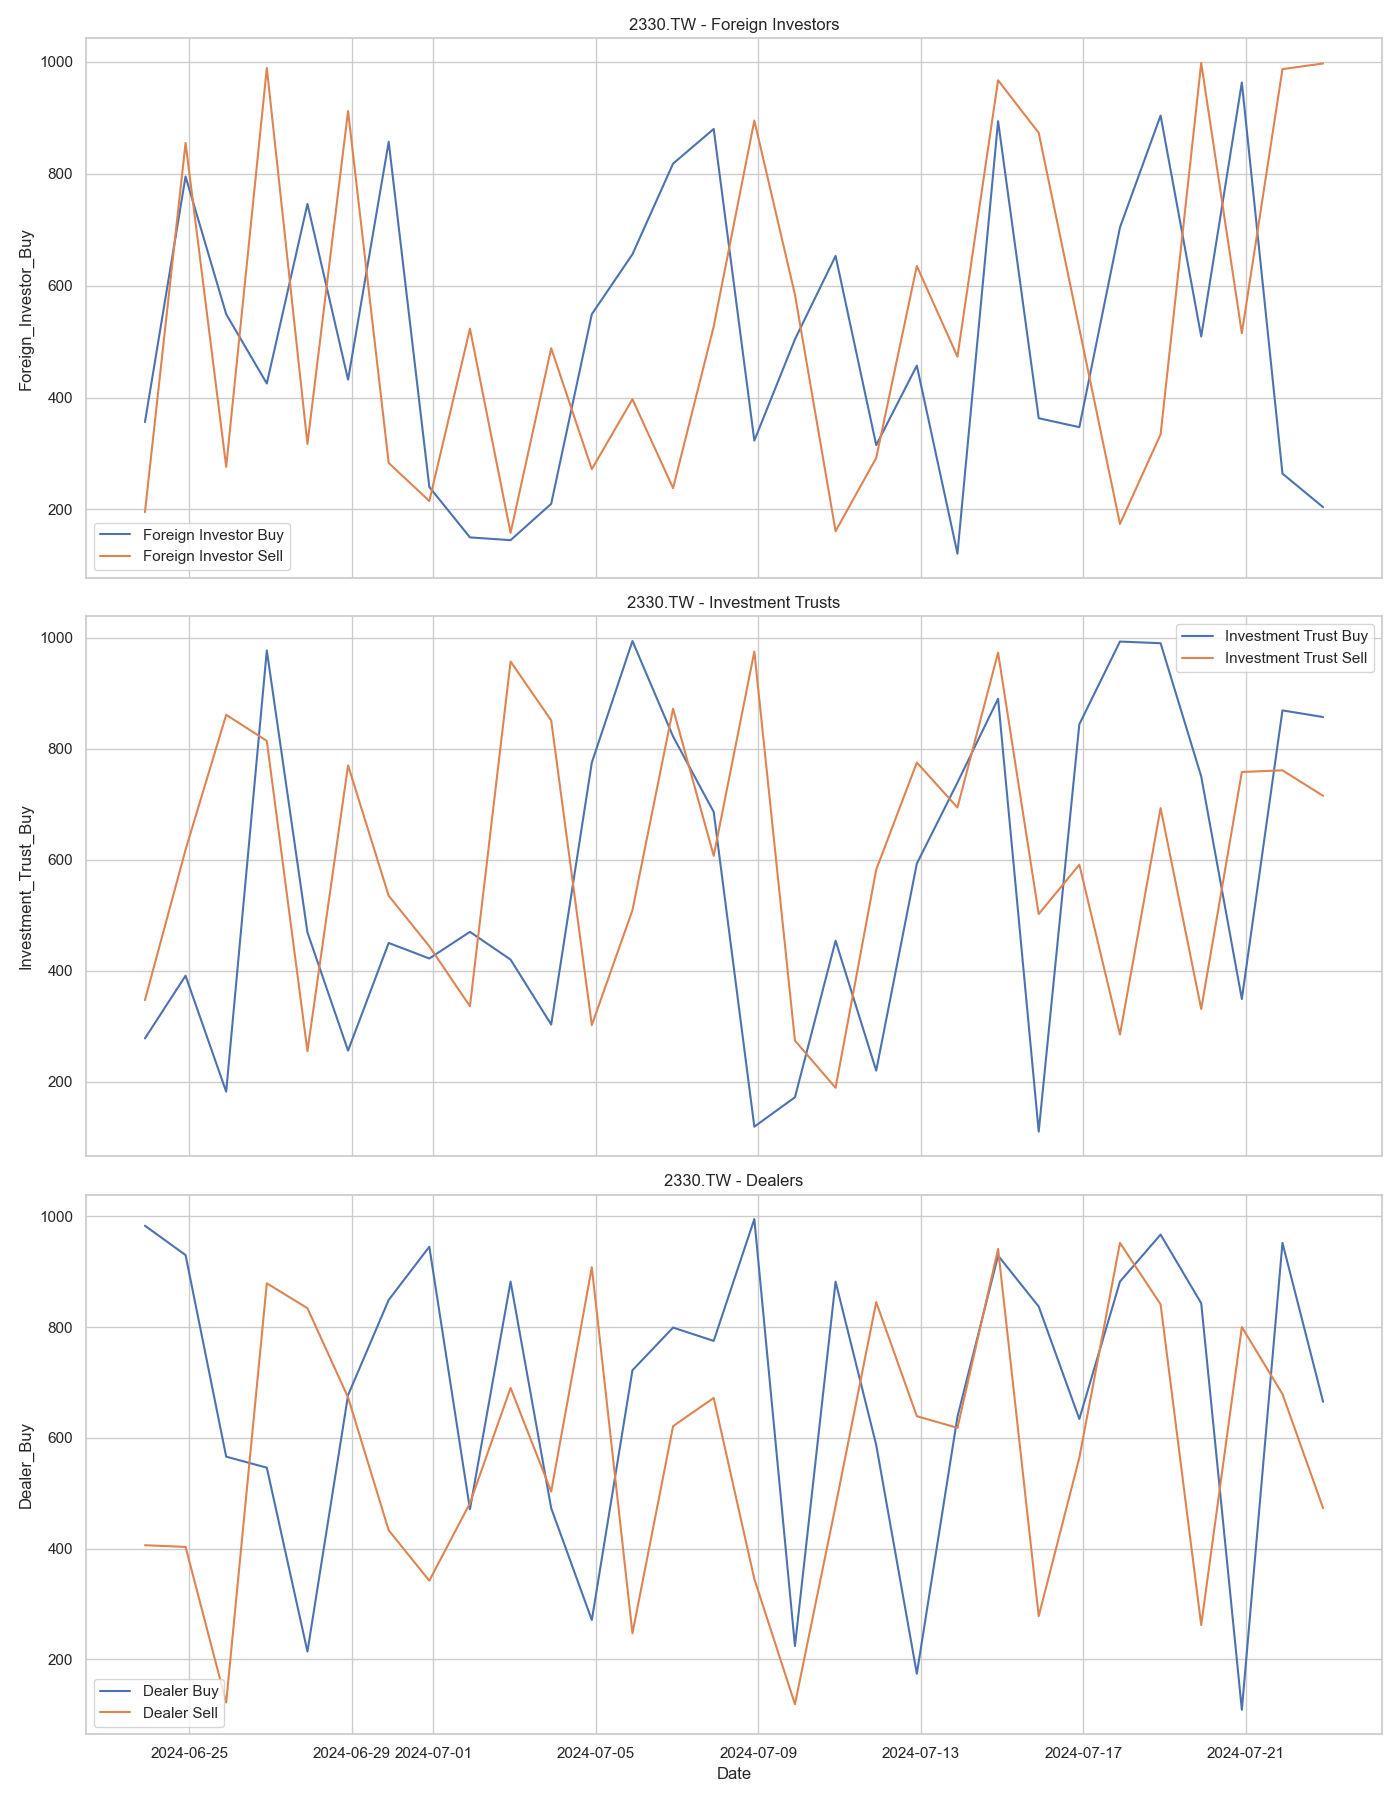 2330.TW - Foreign Investors
1000
800
600
400
200
Foreign_Investor_Buy
Foreign Investor Buy
Foreign Investor Sell
2330.TW - Investment Trusts
1000
800
600
400
200
Investment_Trust_Buy
Investment Trust Buy
Investment Trust Sell
2330.TW - Dealers
1000
800
600
400
200
Dealer_Buy
Dealer Buy
Dealer Sell
2024-06-25 2024-06-29 2024-07-01 2024-07-05 2024-07-09 2024-07-13 2024-07-17 2024-07-21
Date